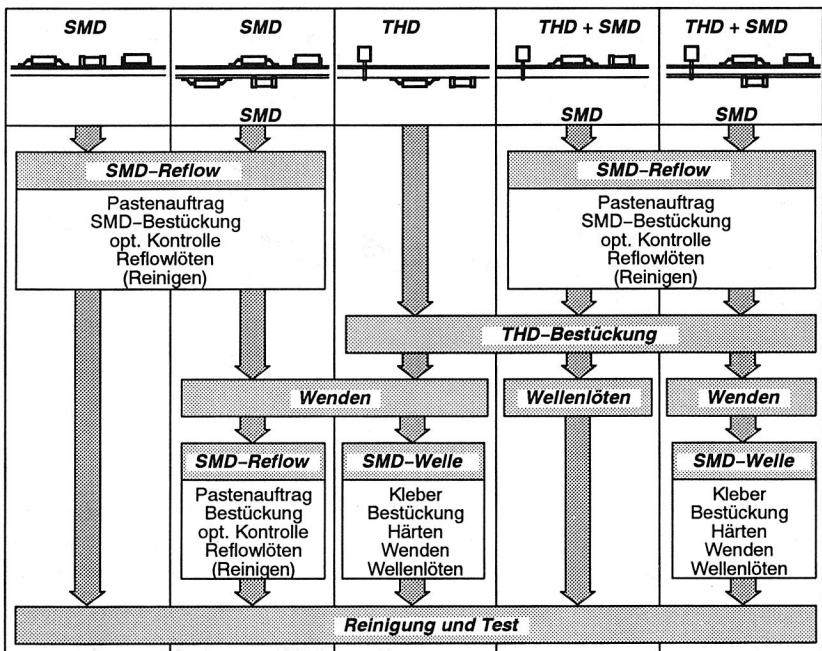 SMD
SMD
THD
THD + SMD
THD + SMD
SMD
SMD
SMD
SMD–Reflow
Pastenauftrag
SMD–Bestückung
opt. Kontrolle
Reflowlöten
(Reinigen)
SMD–Reflow
Pastenauftrag
SMD–Bestückung
opt. Kontrolle
Reflowlöten
(Reinigen)
THD–Bestückung
Wenden
Wellenlöten
Wenden
SMD–Reflow
Pastenauftrag
Bestückung
opt. Kontrolle
Reflowlöten
(Reinigen)
SMD–Welle
Kleber
Bestückung
Härten
Wenden
Wellenlöten
SMD–Welle
Kleber
Bestückung
Härten
Wenden
Wellenlöten
Reinigung und Test